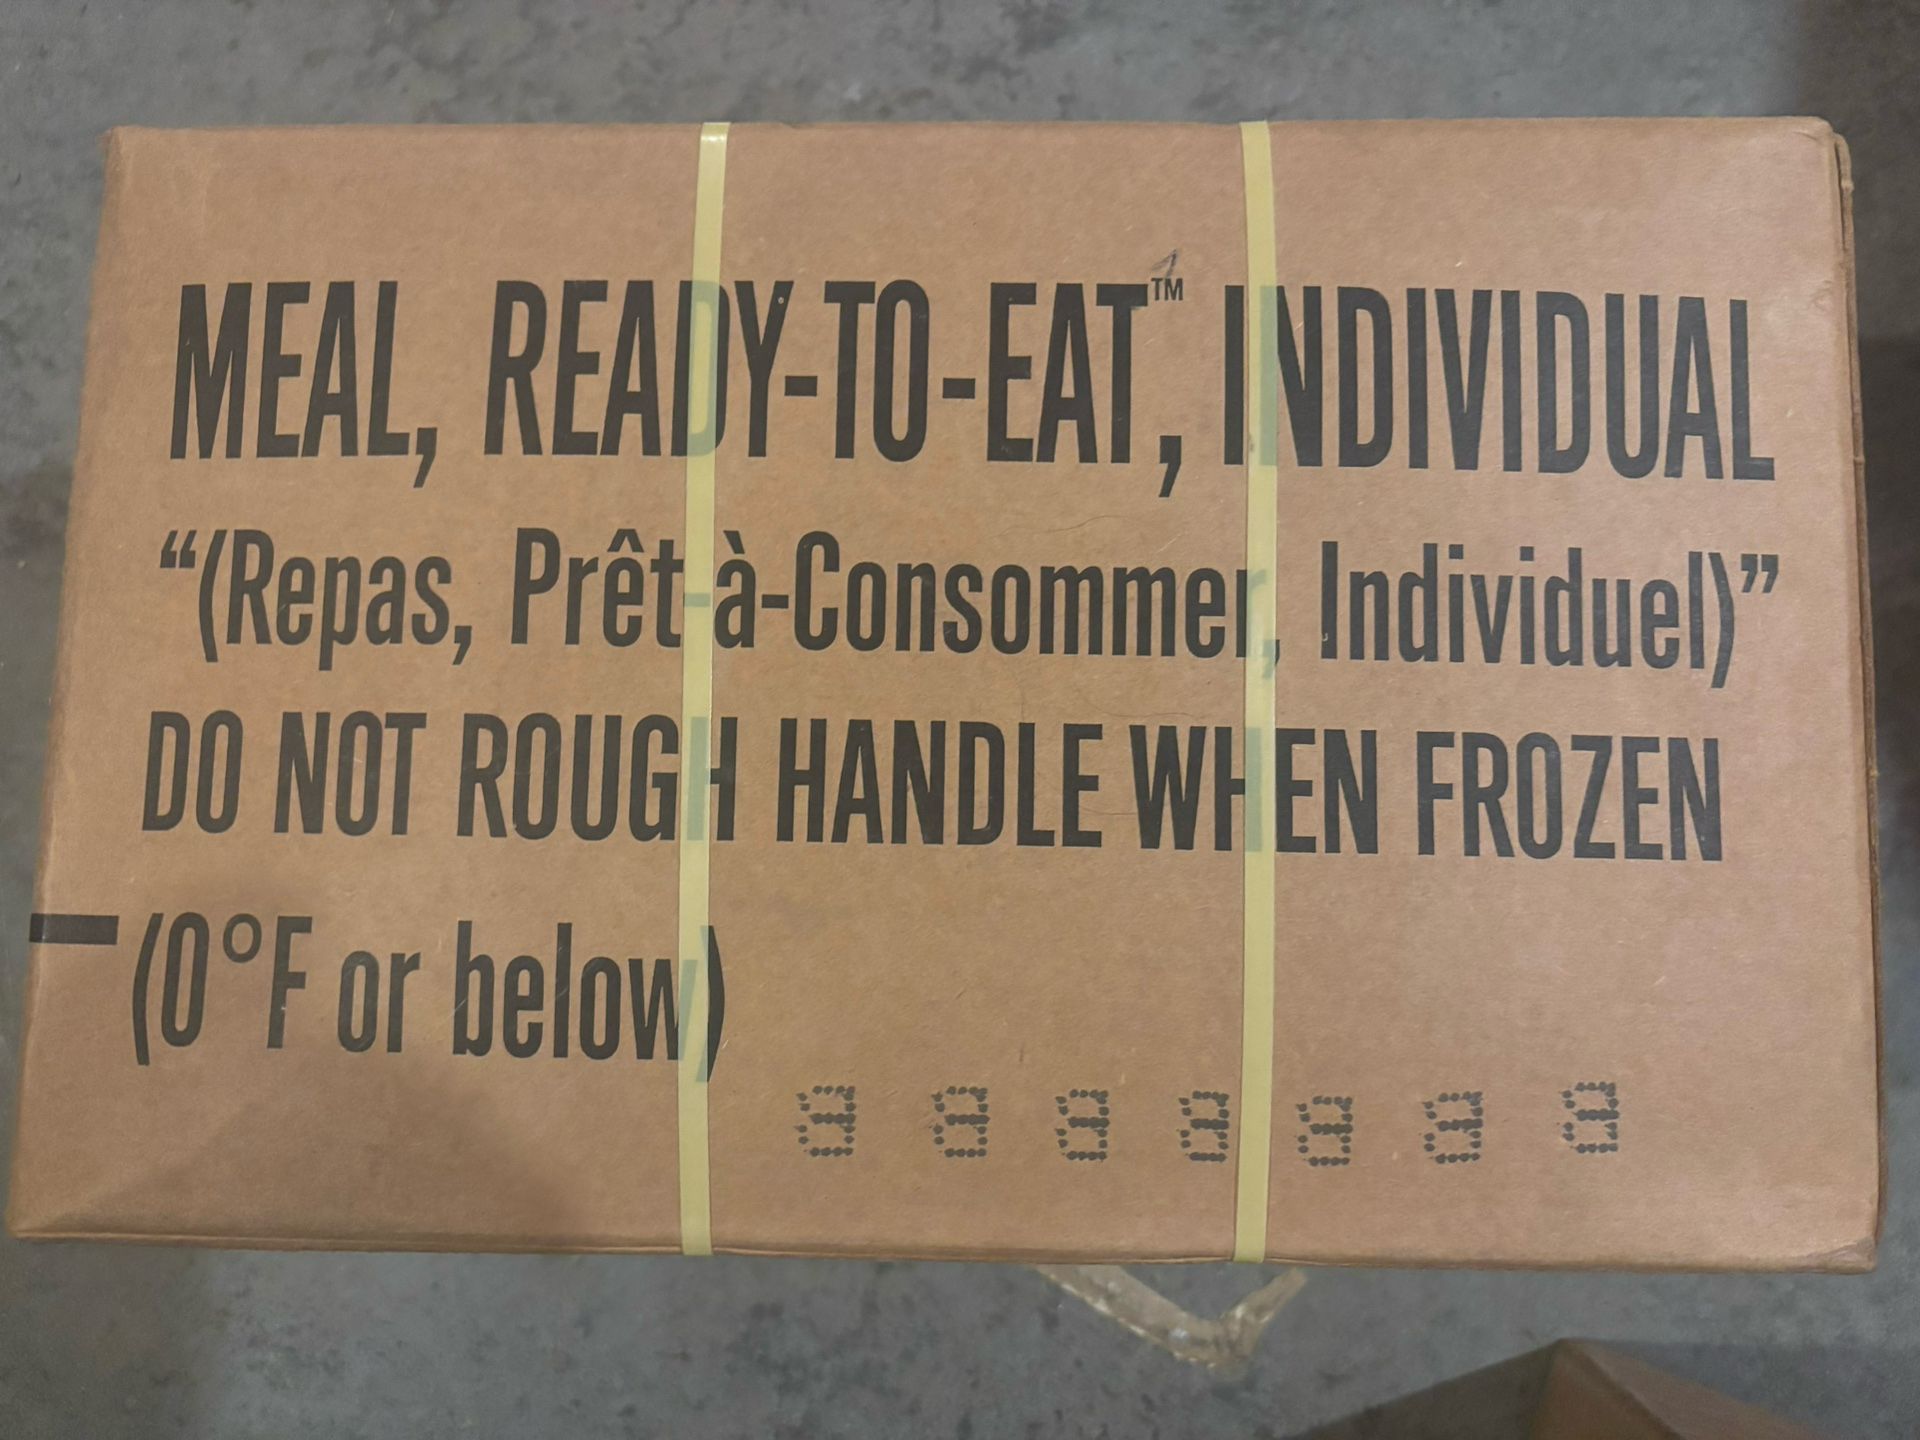 MEAL, READY-TO-EAT™, INDIVIDUAL
“(Repas, Prêt-à-Consommer, Individuel)”
DO NOT ROUGH HANDLE WHEN FROZEN
(0°F or below)